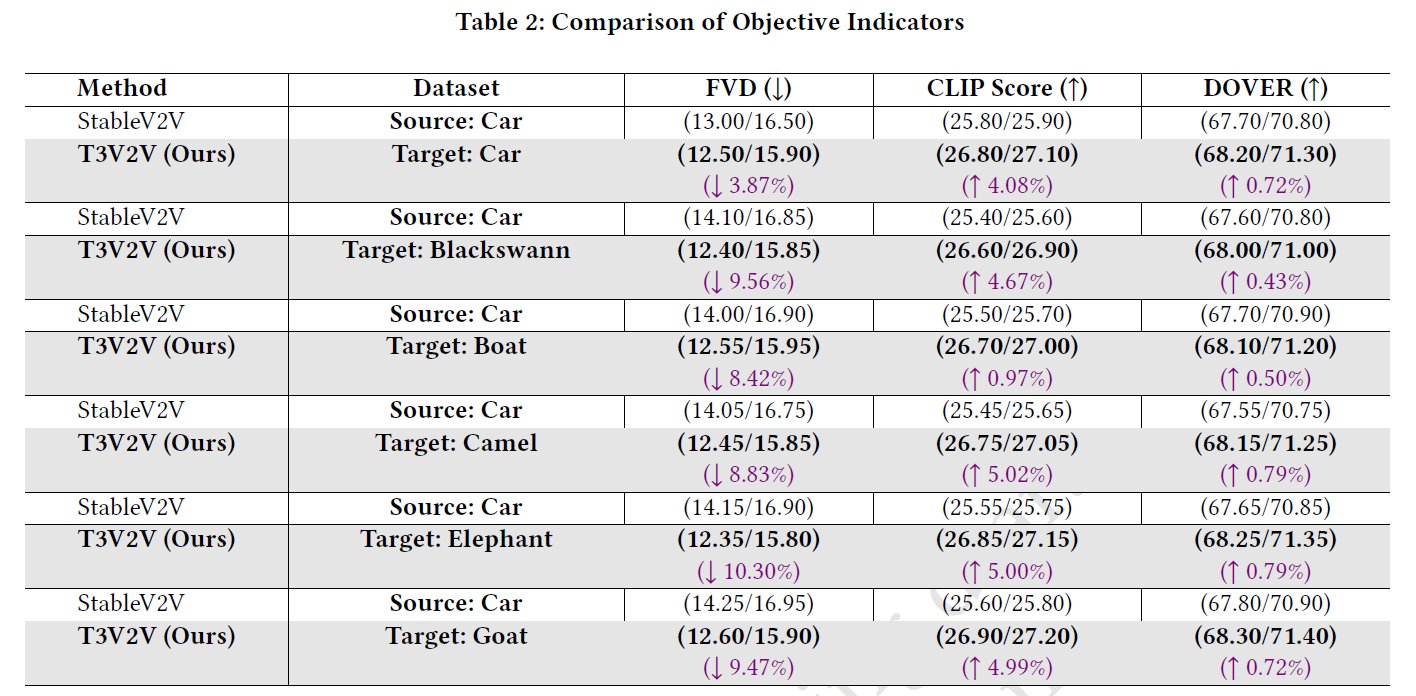 Table 2: Comparison of Objective Indicators
Method Dataset FVD (↓) CLIP Score (↑) DOVER (↑)
StableV2V Source: Car (13.00/16.50) (25.80/25.90) (67.70/70.80)
T3V2V (Ours) Target: Car (12.50/15.90) (26.80/27.10) (68.20/71.30)
(↓ 3.87%) (↑ 4.08%) (↑ 0.72%)
StableV2V Source: Car (14.10/16.85) (25.40/25.60) (67.60/70.80)
T3V2V (Ours) Target: Blackswann (12.40/15.85) (26.60/26.90) (68.00/71.00)
(↓ 9.56%) (↑ 4.67%) (↑ 0.43%)
StableV2V Source: Car (14.00/16.90) (25.50/25.70) (67.70/70.90)
T3V2V (Ours) Target: Boat (12.55/15.95) (26.70/27.00) (68.10/71.20)
(↓ 8.42%) (↑ 0.97%) (↑ 0.50%)
StableV2V Source: Car (14.05/16.75) (25.45/25.65) (67.55/70.75)
T3V2V (Ours) Target: Camel (12.45/15.85) (26.75/27.05) (68.15/71.25)
(↓ 8.83%) (↑ 5.02%) (↑ 0.79%)
StableV2V Source: Car (14.15/16.90) (25.55/25.75) (67.65/70.85)
T3V2V (Ours) Target: Elephant (12.35/15.80) (26.85/27.15) (68.25/71.35)
(↓ 10.30%) (↑ 5.00%) (↑ 0.79%)
StableV2V Source: Car (14.25/16.95) (25.60/25.80) (67.80/70.90)
T3V2V (Ours) Target: Goat (12.60/15.90) (26.90/27.20) (68.30/71.40)
(↓ 9.47%) (↑ 4.99%) (↑ 0.72%)